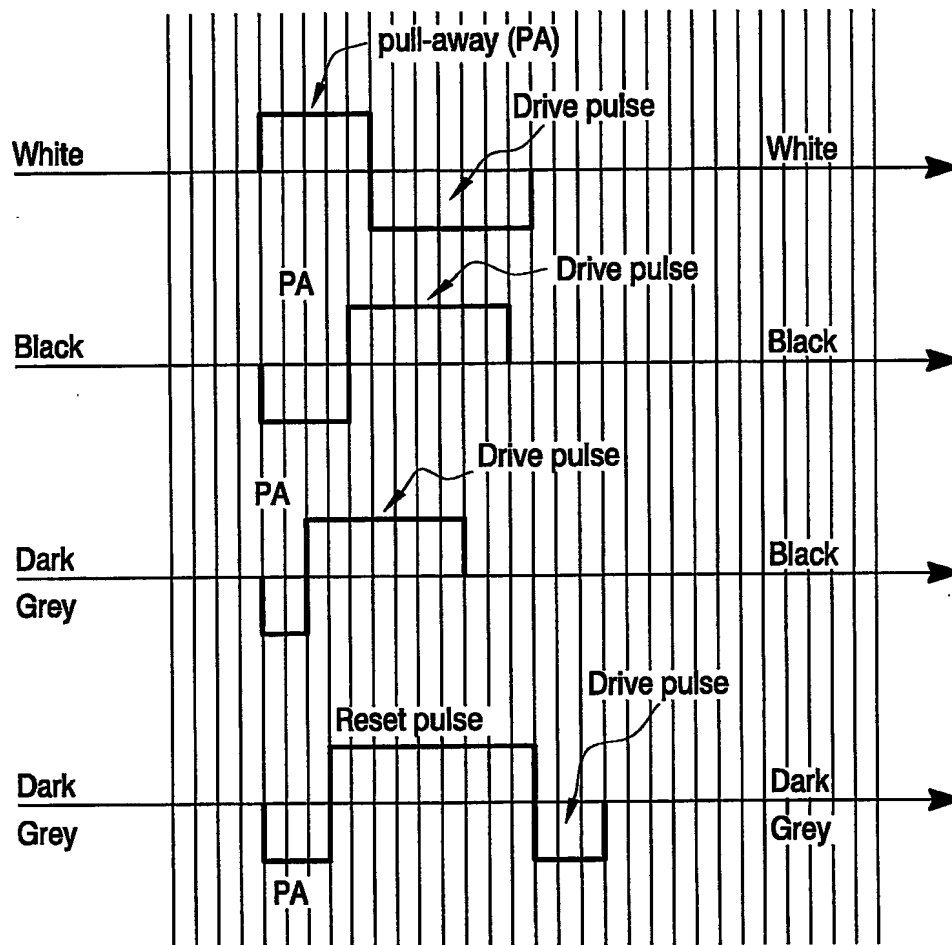 pull-away (PA)
Drive pulse
White
White
PA
Drive pulse
Black
Black
PA
Drive pulse
Dark
Grey
Black
Drive pulse
Reset pulse
Dark
Grey
Dark
Grey
PA